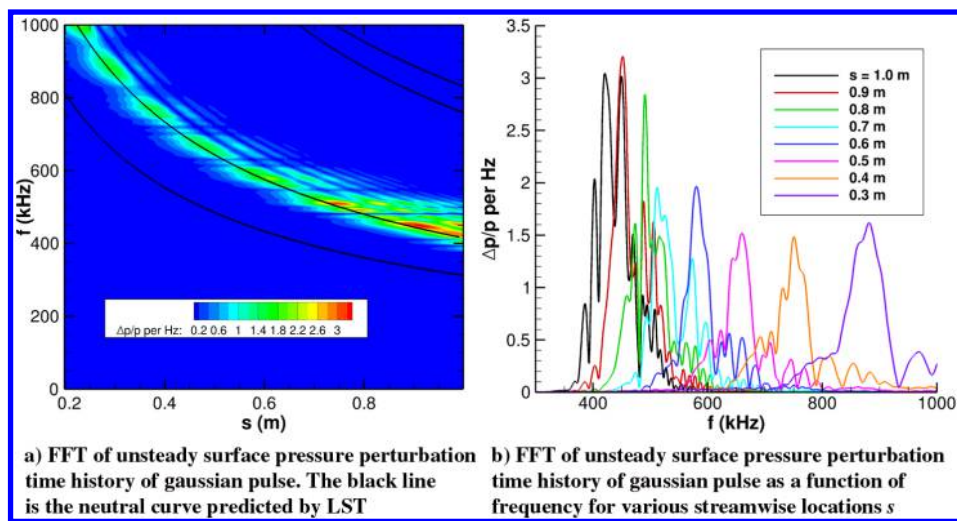 1000
800
600
400
200
0
f (kHz)
0.2 0.4 0.6 0.8
s (m)
Δp/p per Hz: 0.2 0.6 1 1.4 1.8 2.2 2.6 3
a) FFT of unsteady surface pressure perturbation
time history of gaussian pulse. The black line
is the neutral curve predicted by LST
3.5
3
2.5
2
1.5
1
0.5
0
Δp/p per Hz
400 600 800 1000
f (kHz)
s = 1.0 m
0.9 m
0.8 m
0.7 m
0.6 m
0.5 m
0.4 m
0.3 m
b) FFT of unsteady surface pressure perturbation
time history of gaussian pulse as a function of
frequency for various streamwise locations s